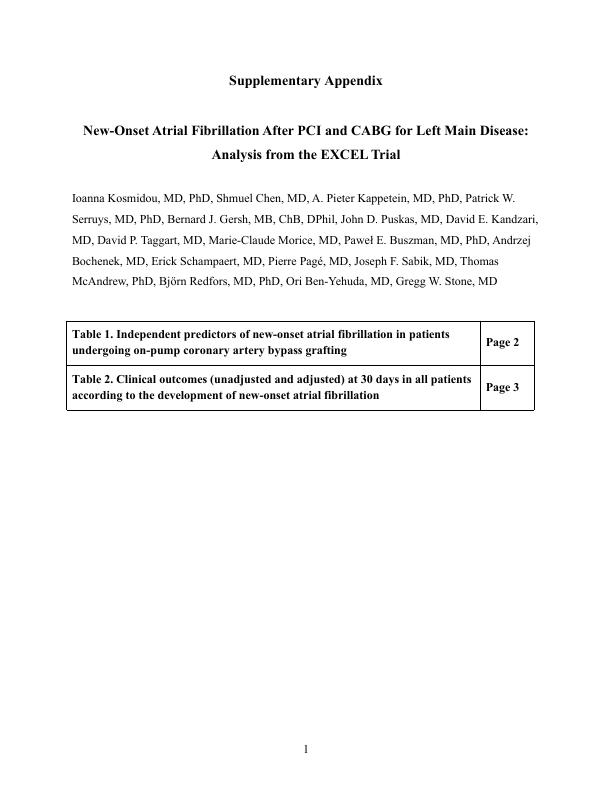 Supplementary Appendix
New-Onset Atrial Fibrillation After PCI and CABG for Left Main Disease:
Analysis from the EXCEL Trial
Ioanna Kosmidou, MD, PhD, Shmuel Chen, MD, A. Pieter Kappetein, MD, PhD, Patrick W.
Serruys, MD, PhD, Bernard J. Gersh, MB, ChB, DPhil, John D. Puskas, MD, David E. Kandzari,
MD, David P. Taggart, MD, Marie-Claude Morice, MD, Paweł E. Buszman, MD, PhD, Andrzej
Bochenek, MD, Erick Schampaert, MD, Pierre Pagé, MD, Joseph F. Sabik, MD, Thomas
McAndrew, PhD, Björn Redfors, MD, PhD, Ori Ben-Yehuda, MD, Gregg W. Stone, MD
Table 1. Independent predictors of new-onset atrial fibrillation in patients
undergoing on-pump coronary artery bypass grafting
Page 2
Table 2. Clinical outcomes (unadjusted and adjusted) at 30 days in all patients
according to the development of new-onset atrial fibrillation
Page 3
1